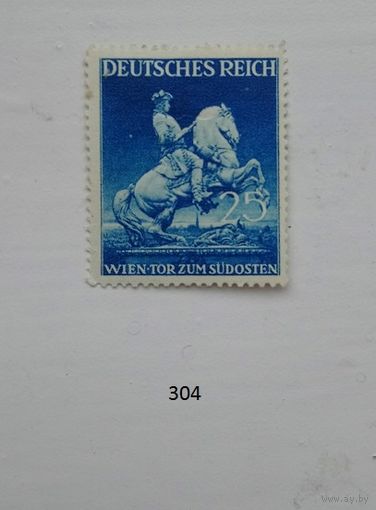 DEUTSCHES REICH
25
WIEN·TOR ZUM SÜDOSTEN
304
www.ay.by